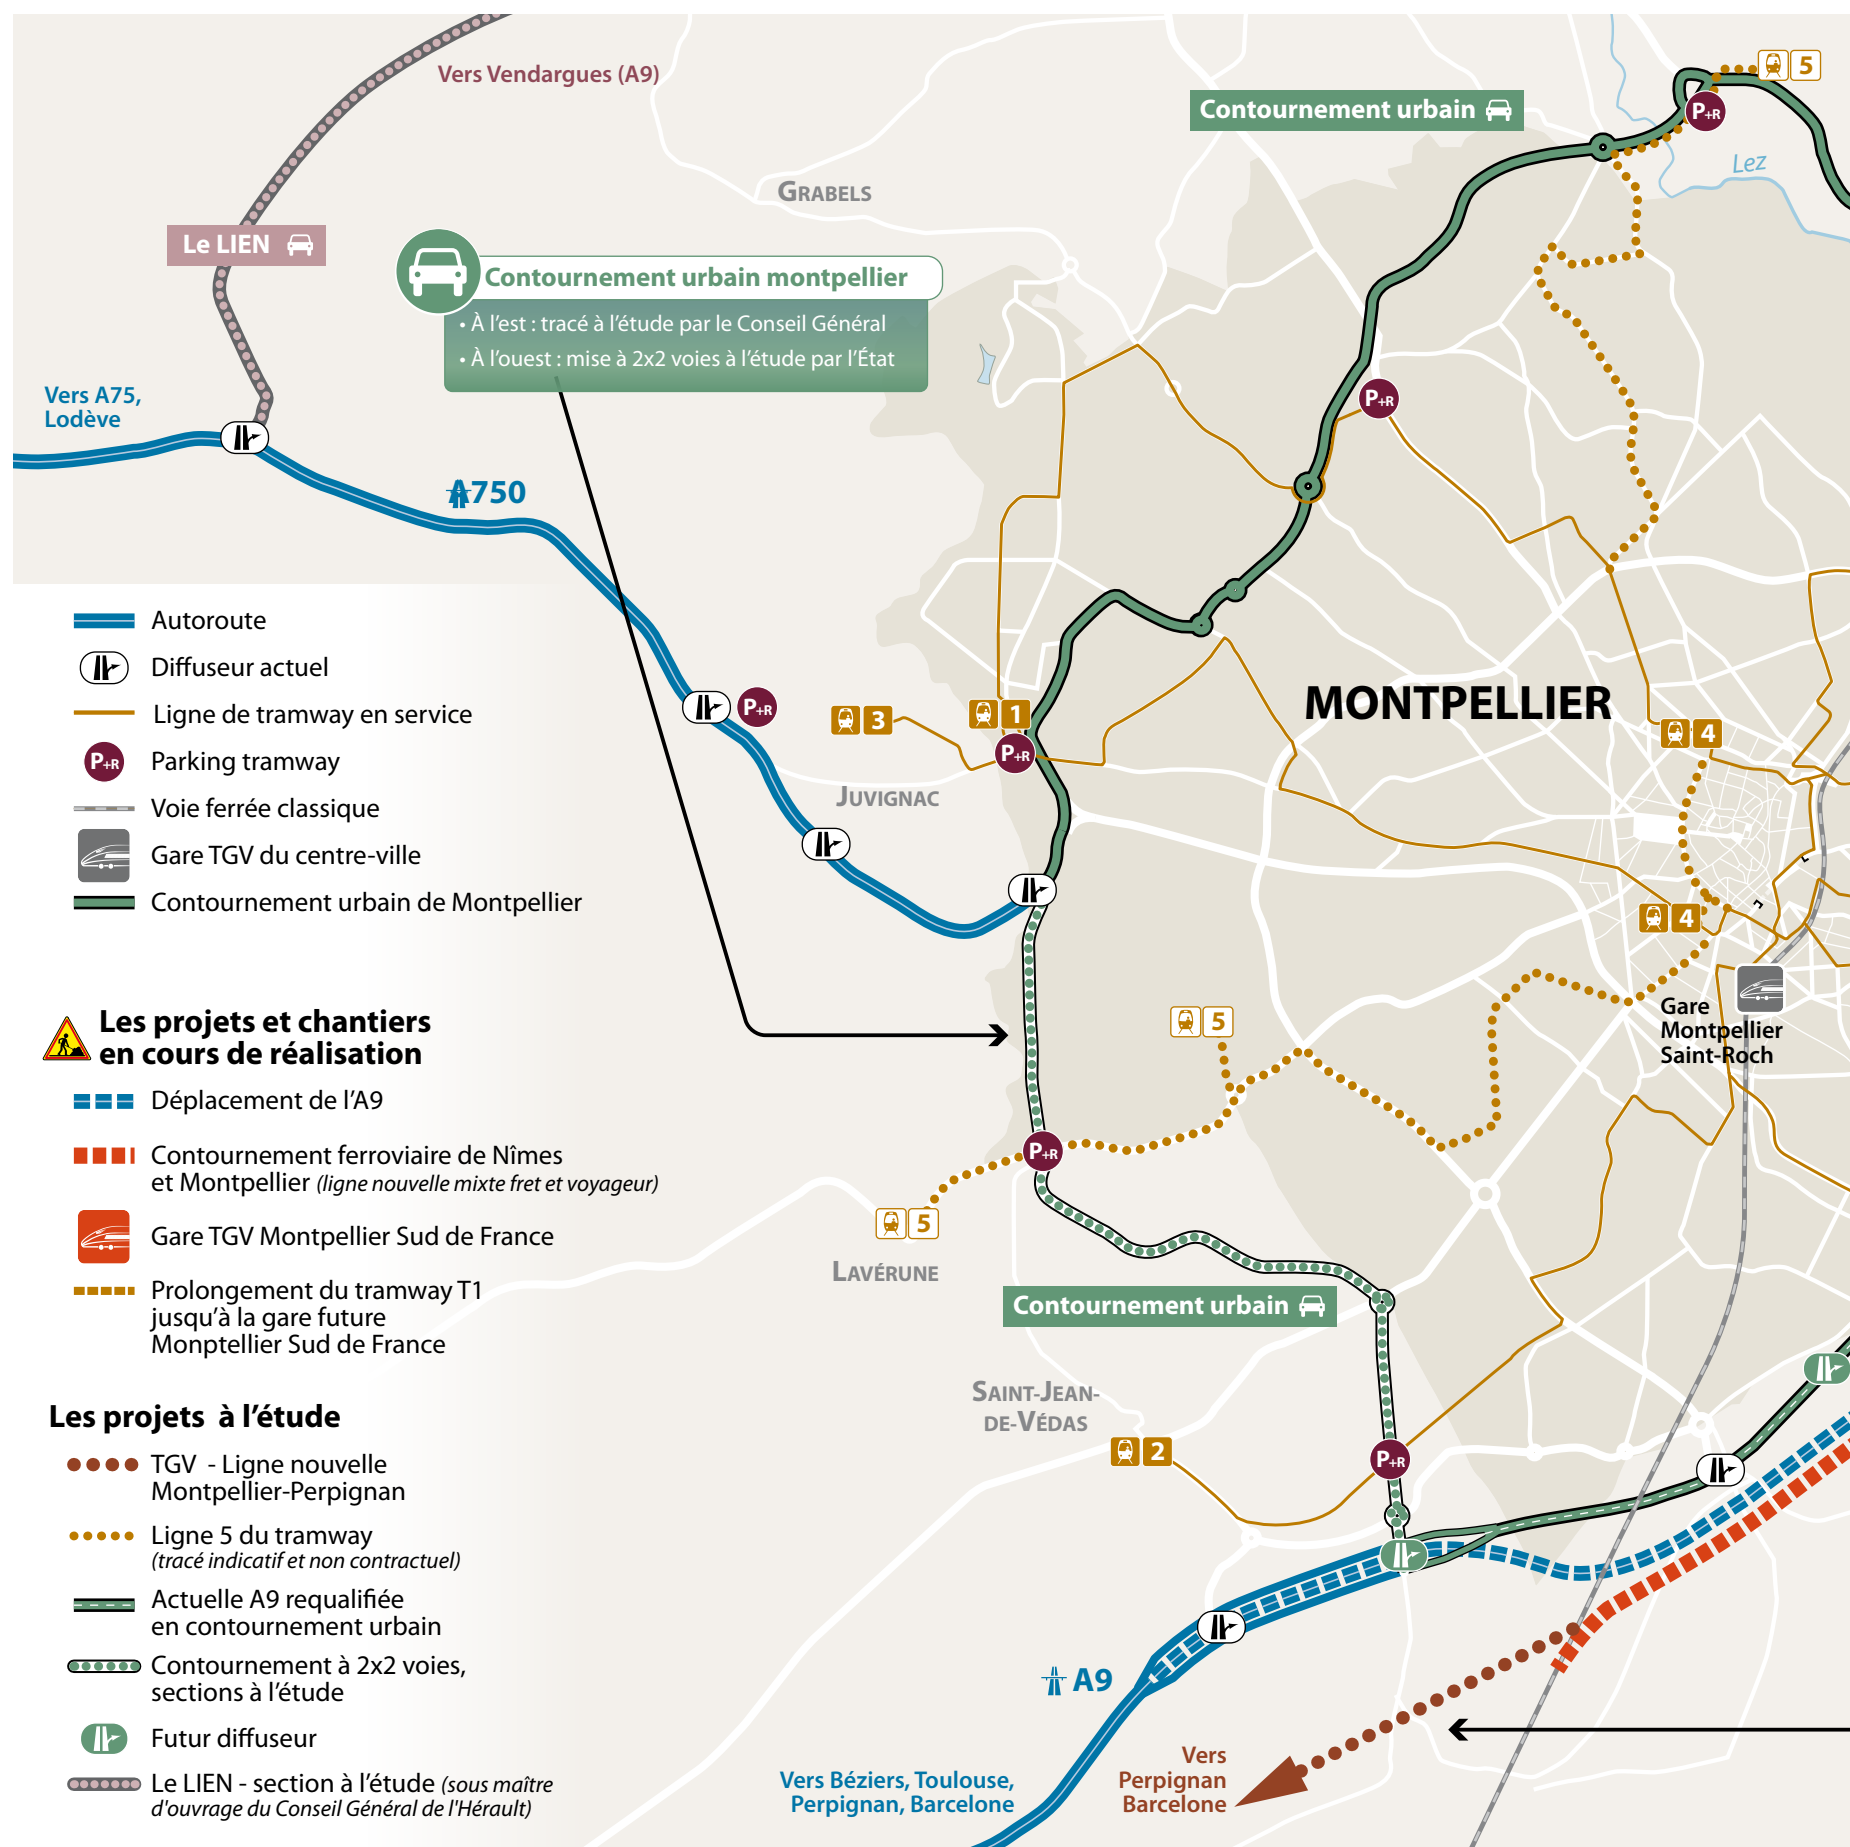 Vers Vendargues (A9)
5
Contournement urbain
P+R
Lez
GRABELS
Le LIEN
Contournement urbain montpellier
• À l'est : tracé à l'étude par le Conseil Général
• À l'ouest : mise à 2x2 voies à l'étude par l'État
Vers A75,
Lodève
P+R
A750
Autoroute
Diffuseur actuel
Ligne de tramway en service
P+R Parking tramway
Voie ferrée classique
Gare TGV du centre-ville
Contournement urbain de Montpellier
P+R
3
1
P+R
JUVIGNAC
MONTPELLIER
4
4
Gare
Montpellier
Saint-Roch
5
P+R
5
LAVÉRUNE
Les projets et chantiers
en cours de réalisation
Déplacement de l'A9
Contournement ferroviaire de Nîmes
et Montpellier (ligne nouvelle mixte fret et voyageur)
Gare TGV Montpellier Sud de France
Prolongement du tramway T1
jusqu'à la gare future
Monptellier Sud de France
Contournement urbain
SAINT-JEAN-
DE-VÉDAS
2
P+R
Les projets à l'étude
TGV - Ligne nouvelle
Montpellier-Perpignan
Ligne 5 du tramway
(tracé indicatif et non contractuel)
Actuelle A9 requalifiée
en contournement urbain
Contournement à 2x2 voies,
sections à l'étude
Futur diffuseur
Le LIEN - section à l'étude (sous maître
d'ouvrage du Conseil Général de l'Hérault)
A9
Vers Béziers, Toulouse,
Perpignan, Barcelone
Vers
Perpignan
Barcelone